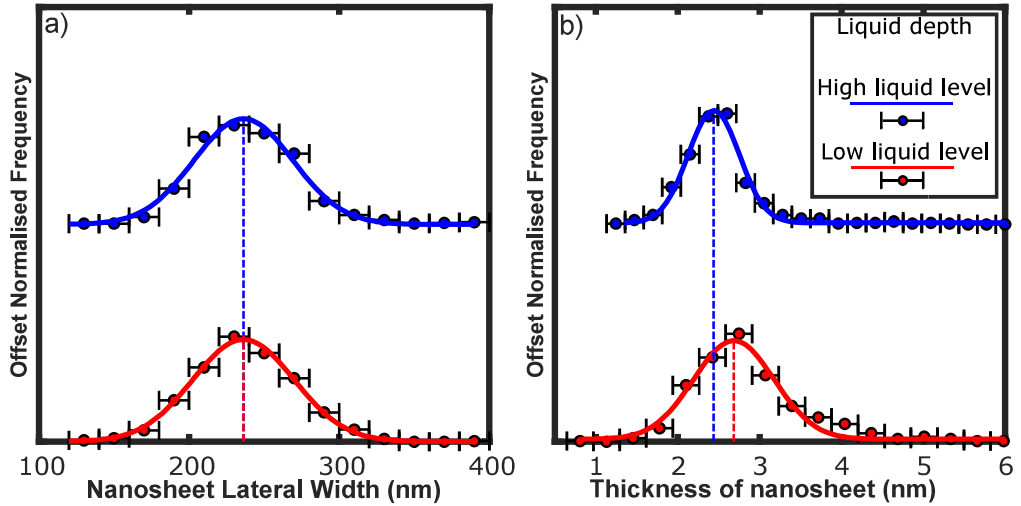 a)
Offset Normalised Frequency
100 200 300 400
Nanosheet Lateral Width (nm)
b)
Liquid depth
High liquid level
Low liquid level
Offset Normalised Frequency
1 2 3 4 5 6
Thickness of nanosheet (nm)